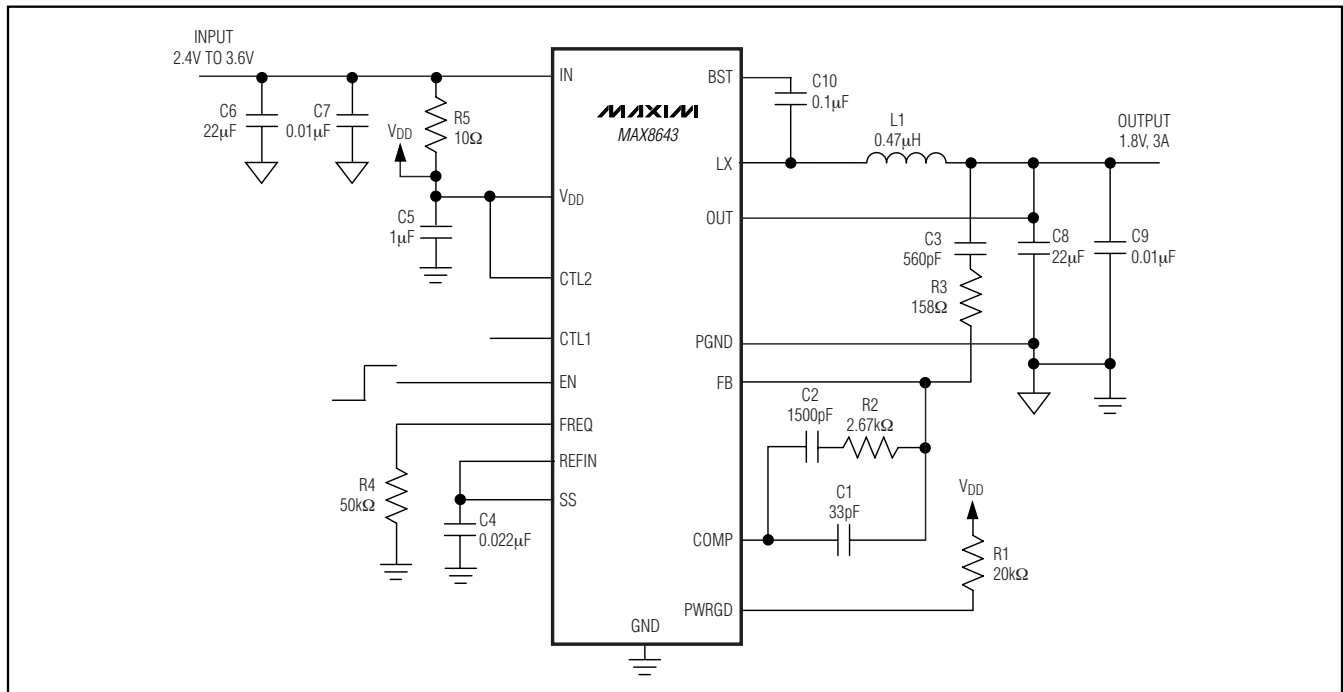 INPUT
2.4V TO 3.6V
C6
22µF
C7
0.01µF
R5
10Ω
VDD
C5
1µF
IN
VDD
CTL2
CTL1
EN
FREQ
REFIN
SS
R4
50kΩ
C4
0.022µF
MAXIM
MAX8643
GND
BST
LX
OUT
PGND
FB
COMP
PWRGD
C10
0.1µF
L1
0.47µH
OUTPUT
1.8V, 3A
C3
560pF
R3
158Ω
C8
22µF
C9
0.01µF
C2
1500pF
R2
2.67kΩ
C1
33pF
VDD
R1
20kΩ